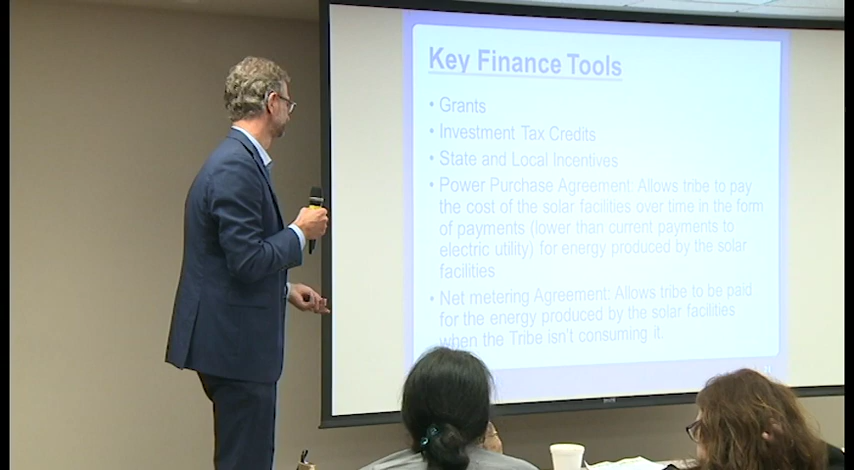 Key Finance Tools
• Grants
• Investment Tax Credits
• State and Local Incentives
• Power Purchase Agreement: Allows tribe to pay
the cost of the solar facilities over time in the form
of payments (lower than current payments to
electric utility) for energy produced by the solar
facilities
• Net metering Agreement: Allows tribe to be paid
for the energy produced by the solar facilities
when the Tribe isn't consuming it.